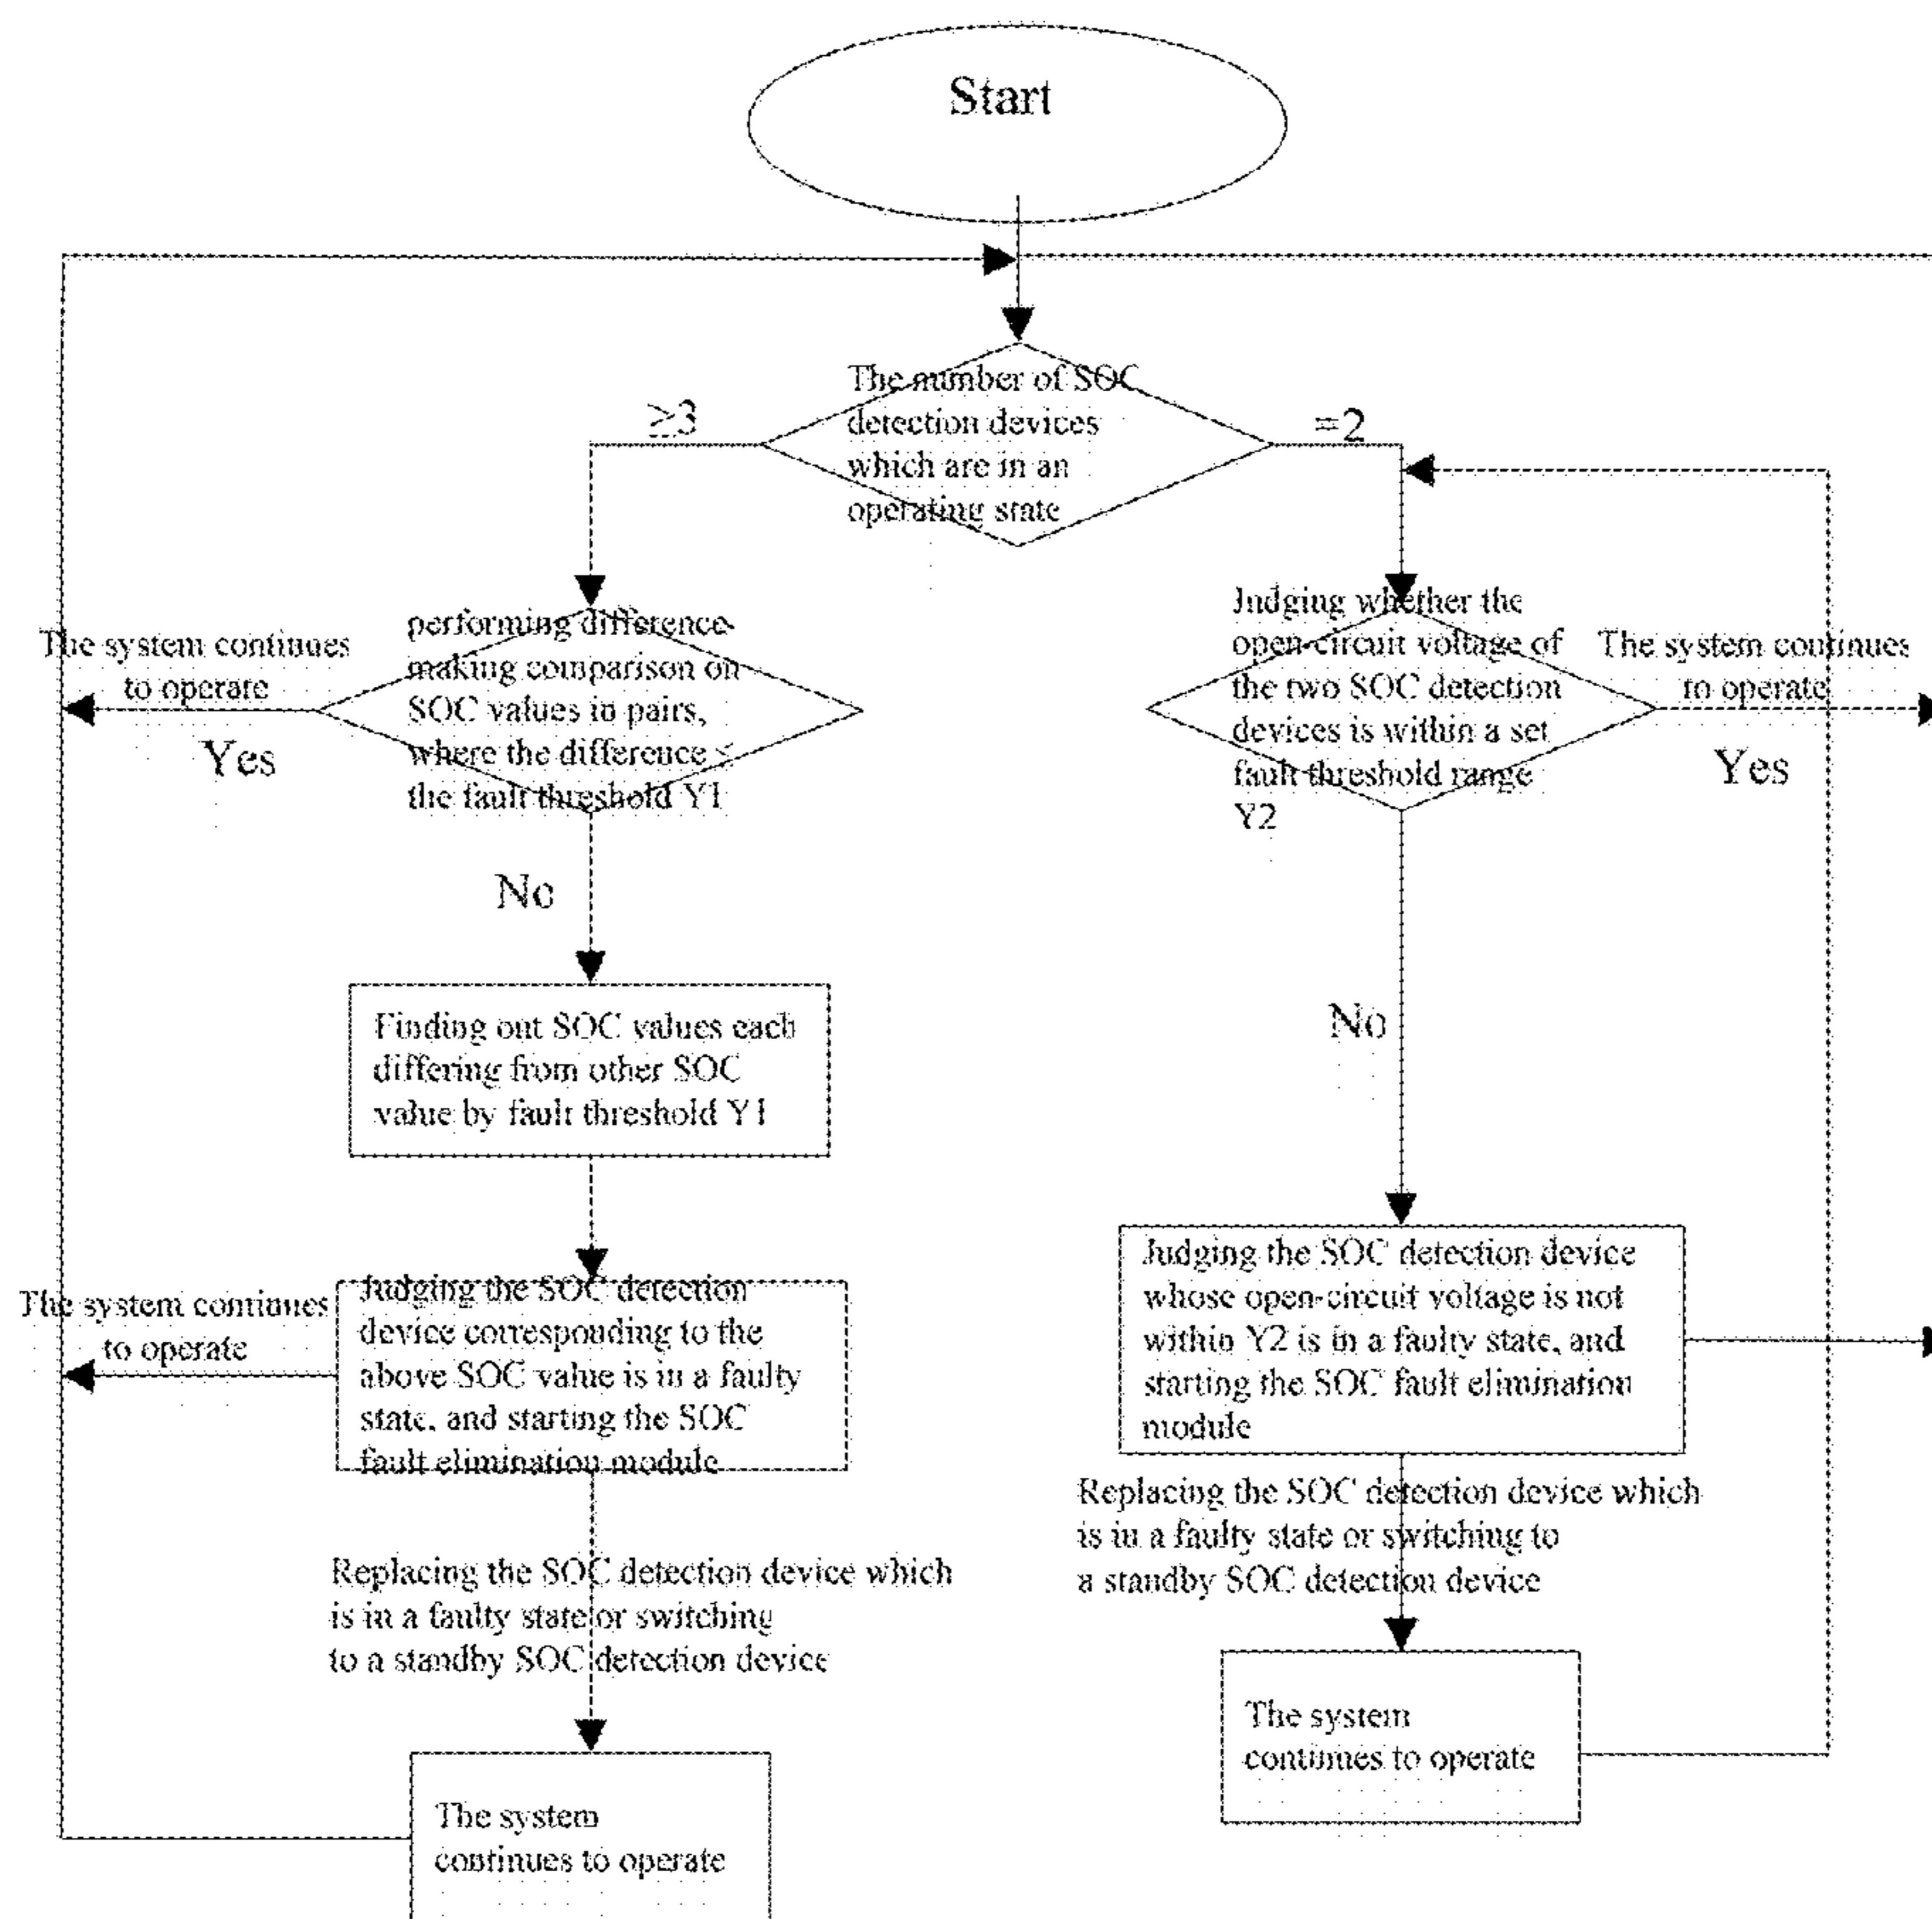 Start
The number of SOC
detection devices
which are in an
operating state
≥3
=2
performing difference-
making comparison on
SOC values in pairs,
where the difference ≤
the fault threshold Y1
The system continues
to operate
Yes
Judging whether the
open-circuit voltage of
the two SOC detection
devices is within a set
fault threshold range
Y2
The system continues
to operate
Yes
No
No
Finding out SOC values each
differing from other SOC
value by fault threshold Y1
Judging the SOC detection
device corresponding to the
above SOC value is in a faulty
state, and starting the SOC
fault elimination module
The system continues
to operate
Judging the SOC detection device
whose open-circuit voltage is not
within Y2 is in a faulty state, and
starting the SOC fault elimination
module
Replacing the SOC detection device which
is in a faulty state or switching to
a standby SOC detection device
Replacing the SOC detection device which
is in a faulty state or switching
to a standby SOC detection device
The system
continues to operate
The system
continues to operate